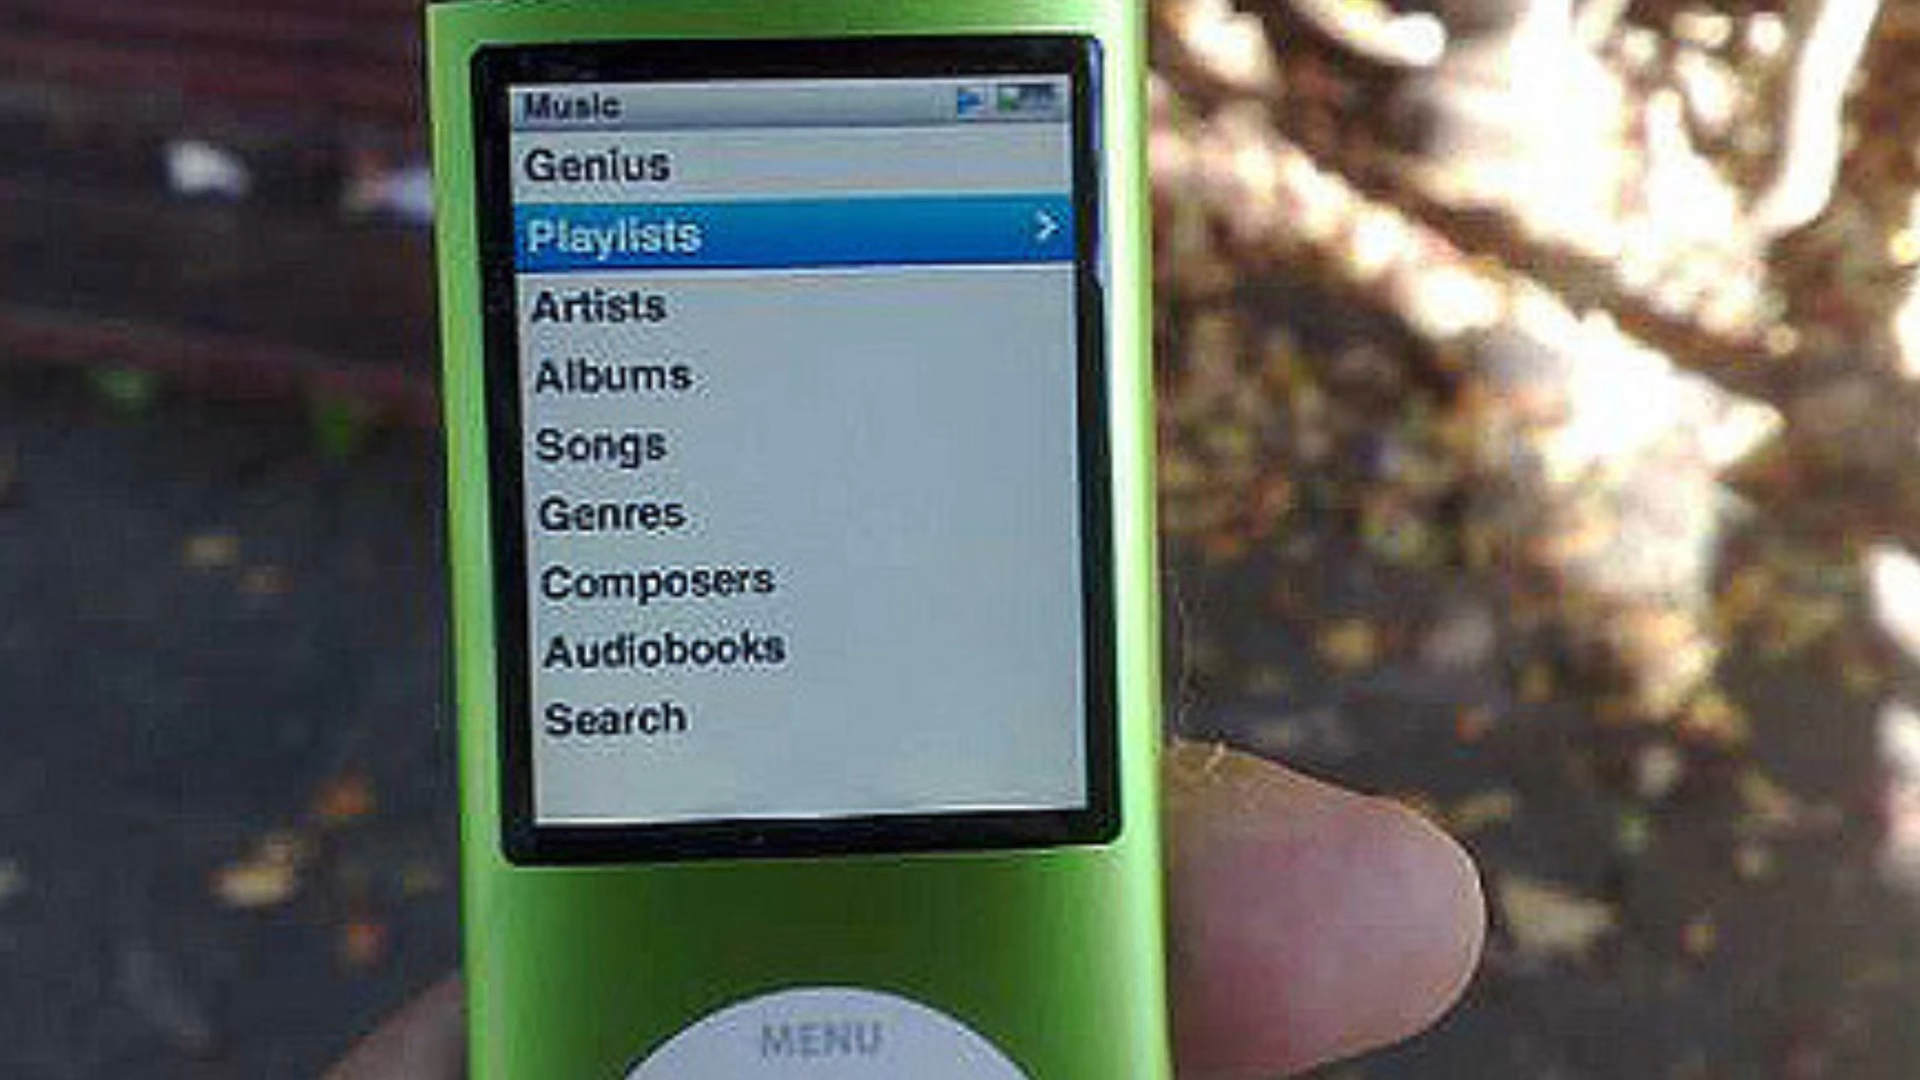 Music
Genius
Playlists
Artists
Albums
Songs
Genres
Composers
Audiobooks
Search
MENU